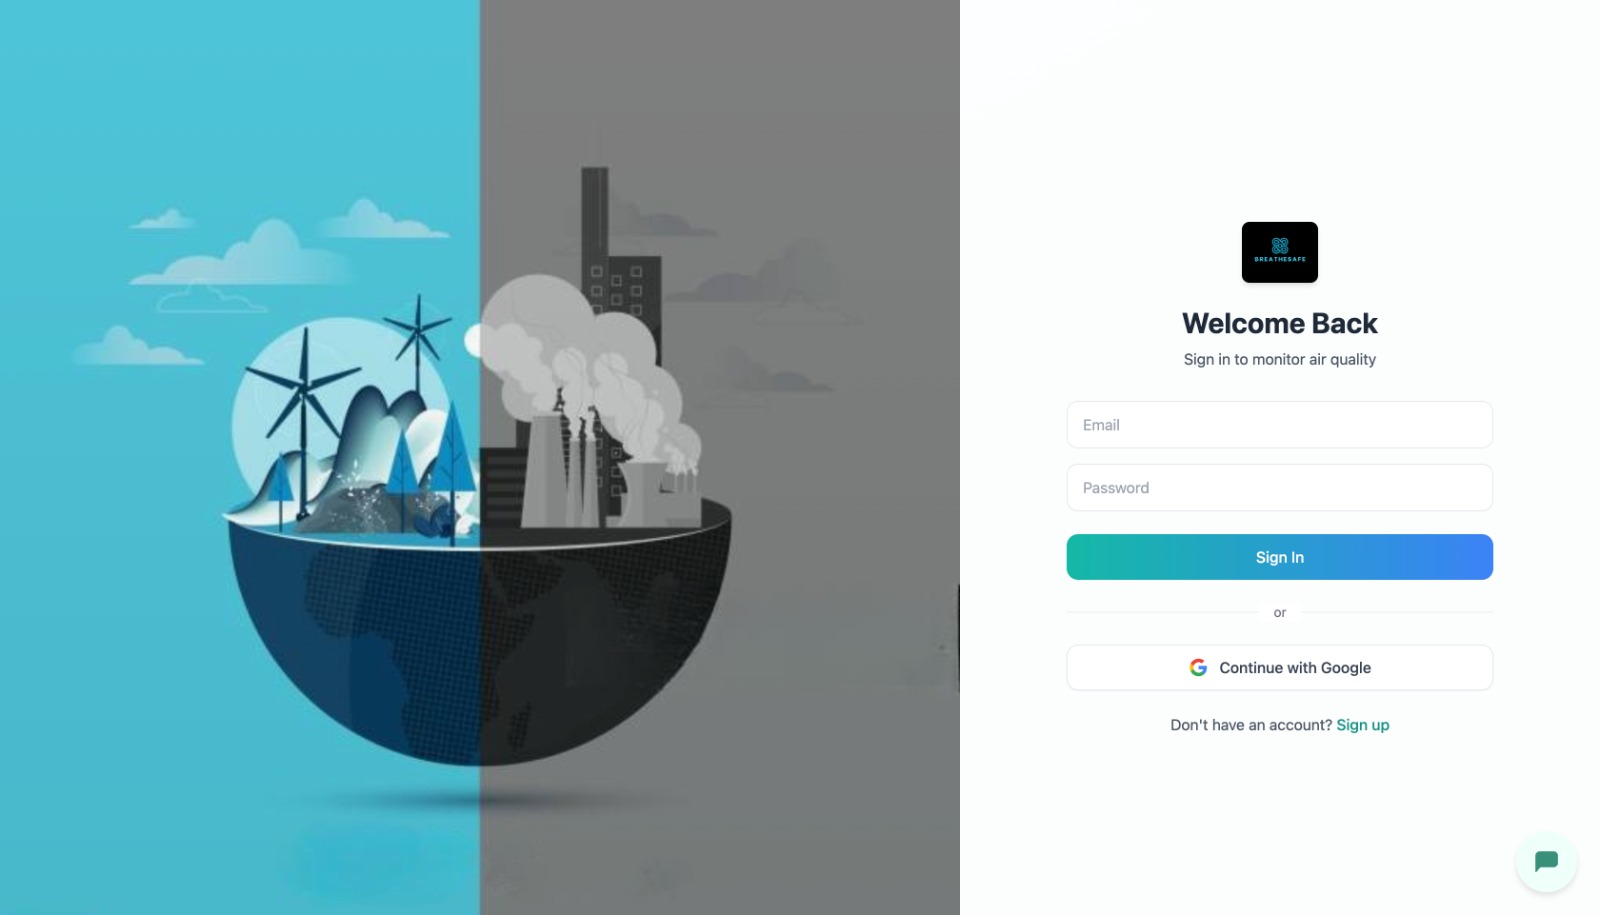 BREATHESAFE
Welcome Back
Sign in to monitor air quality
Email
Password
Sign In
or
Continue with Google
Don't have an account? Sign up